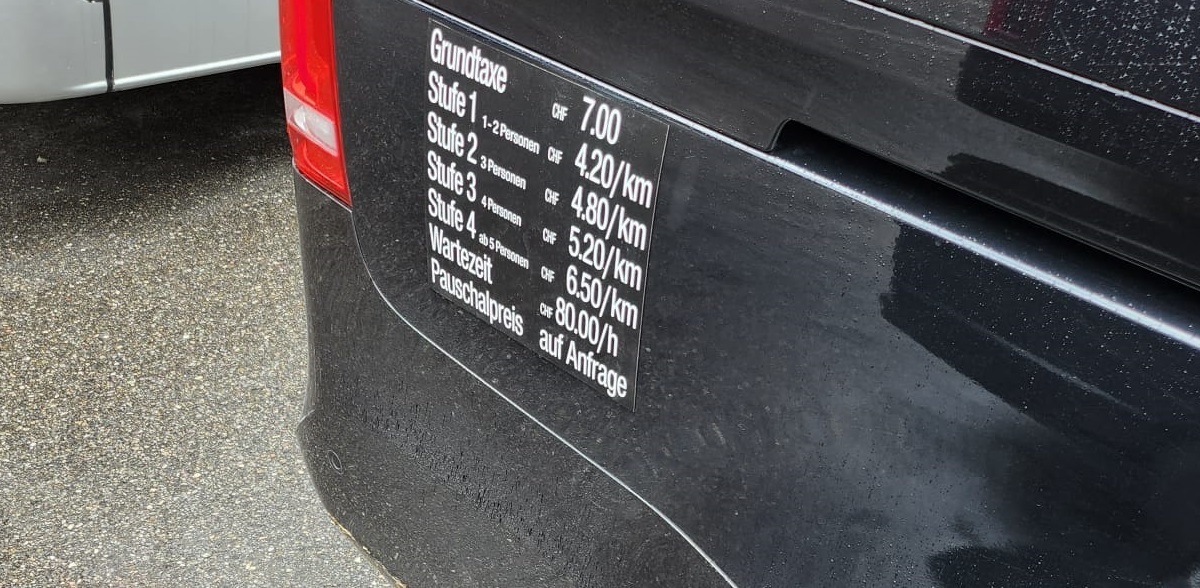 Grundtaxe CHF 7.00
Stufe 1 1-2 Personen CHF 4.20/km
Stufe 2 3 Personen CHF 4.80/km
Stufe 3 4 Personen CHF 5.20/km
Stufe 4 ab 5 Personen CHF 6.50/km
Wartezeit CHF 80.00/h
Pauschalpreis auf Anfrage